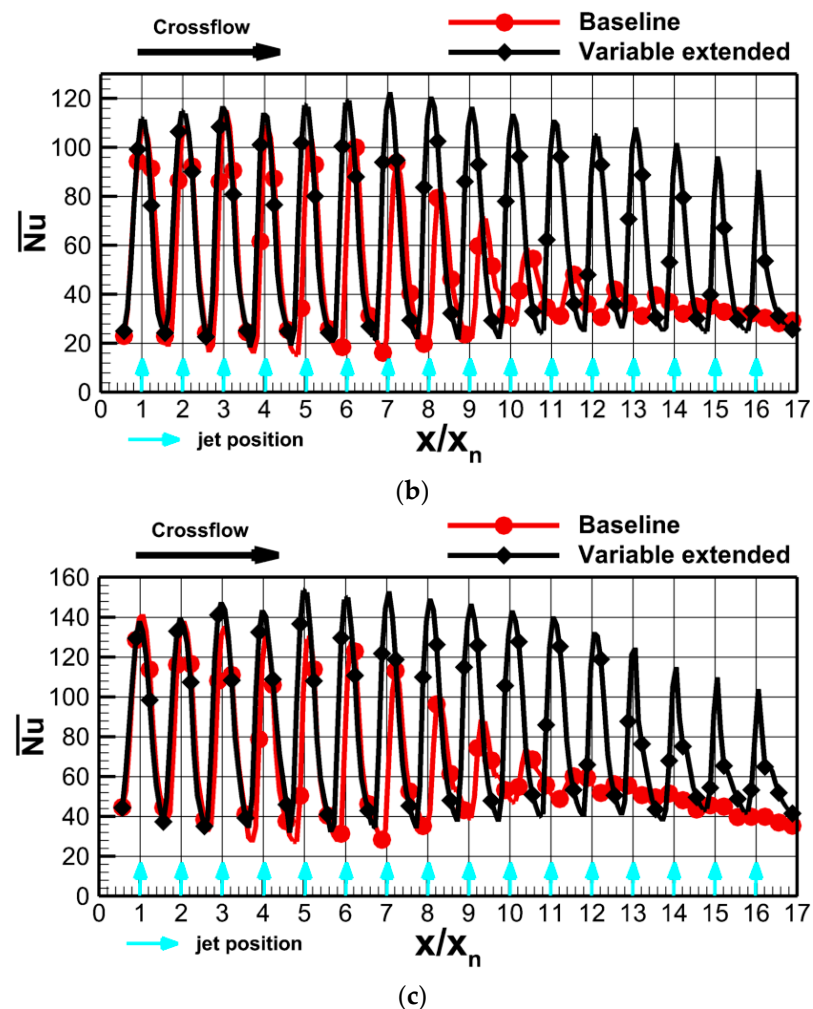 Crossflow
Baseline
Variable extended
120
100
80
60
40
20
0
Nu
0 1 2 3 4 5 6 7 8 9 10 11 12 13 14 15 16 17
jet position
x/xn
(b)
Crossflow
Baseline
Variable extended
160
140
120
100
80
60
40
20
0
Nu
0 1 2 3 4 5 6 7 8 9 10 11 12 13 14 15 16 17
jet position
x/xn
(c)